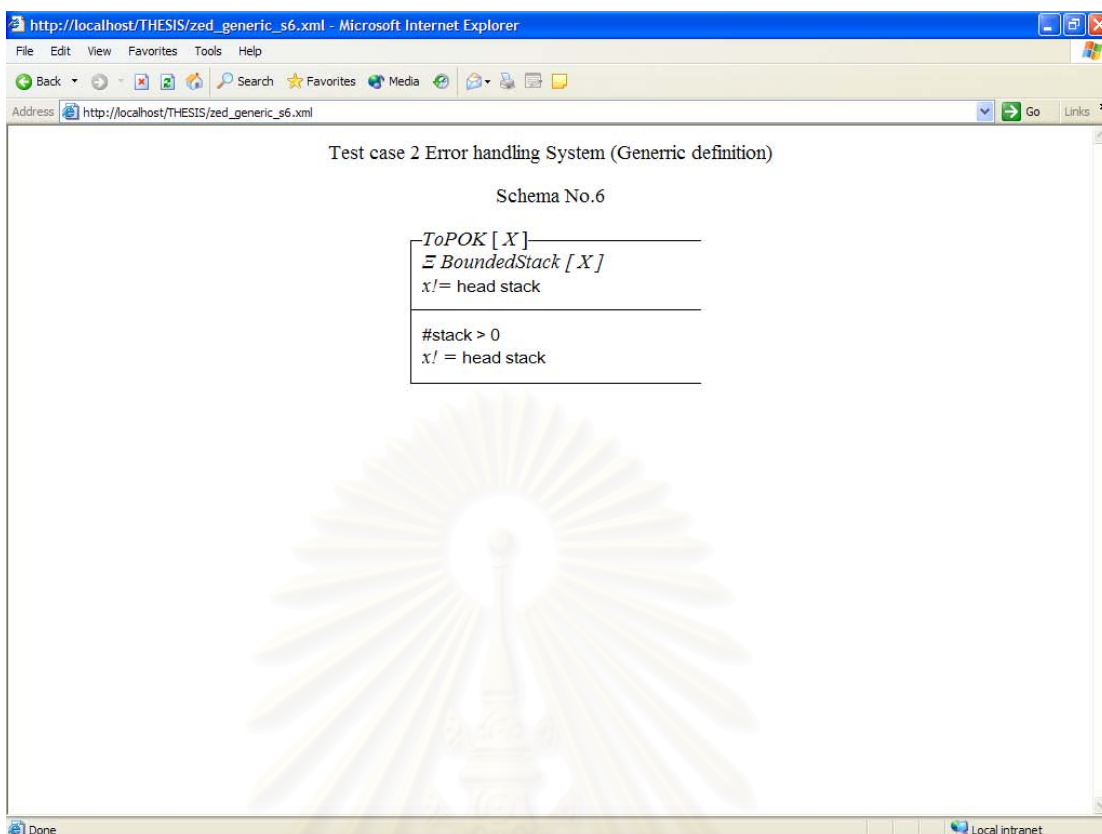 http://localhost/THESIS/zed_generic_s6.xml - Microsoft Internet Explorer
File Edit View Favorites Tools Help
Back Search Favorites Media
Address http://localhost/THESIS/zed_generic_s6.xml Go Links
Test case 2 Error handling System (Generric definition)
Schema No.6
ToPOK [ X ]
Ξ BoundedStack [ X ]
x!= head stack
#stack > 0
x! = head stack
Done Local intranet